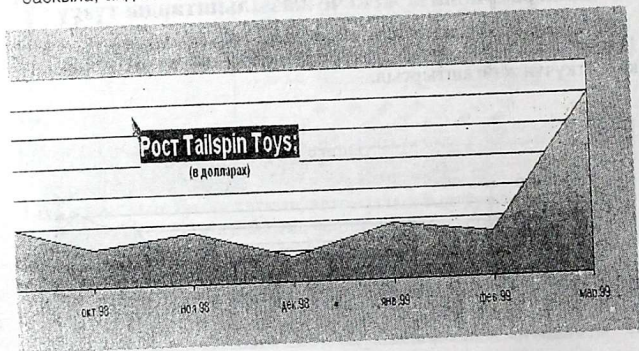 Рост Tailspin Toys;
(в долларах)
окт.98 ноя.98 дек.98 янв.99 фев.99 мар.99